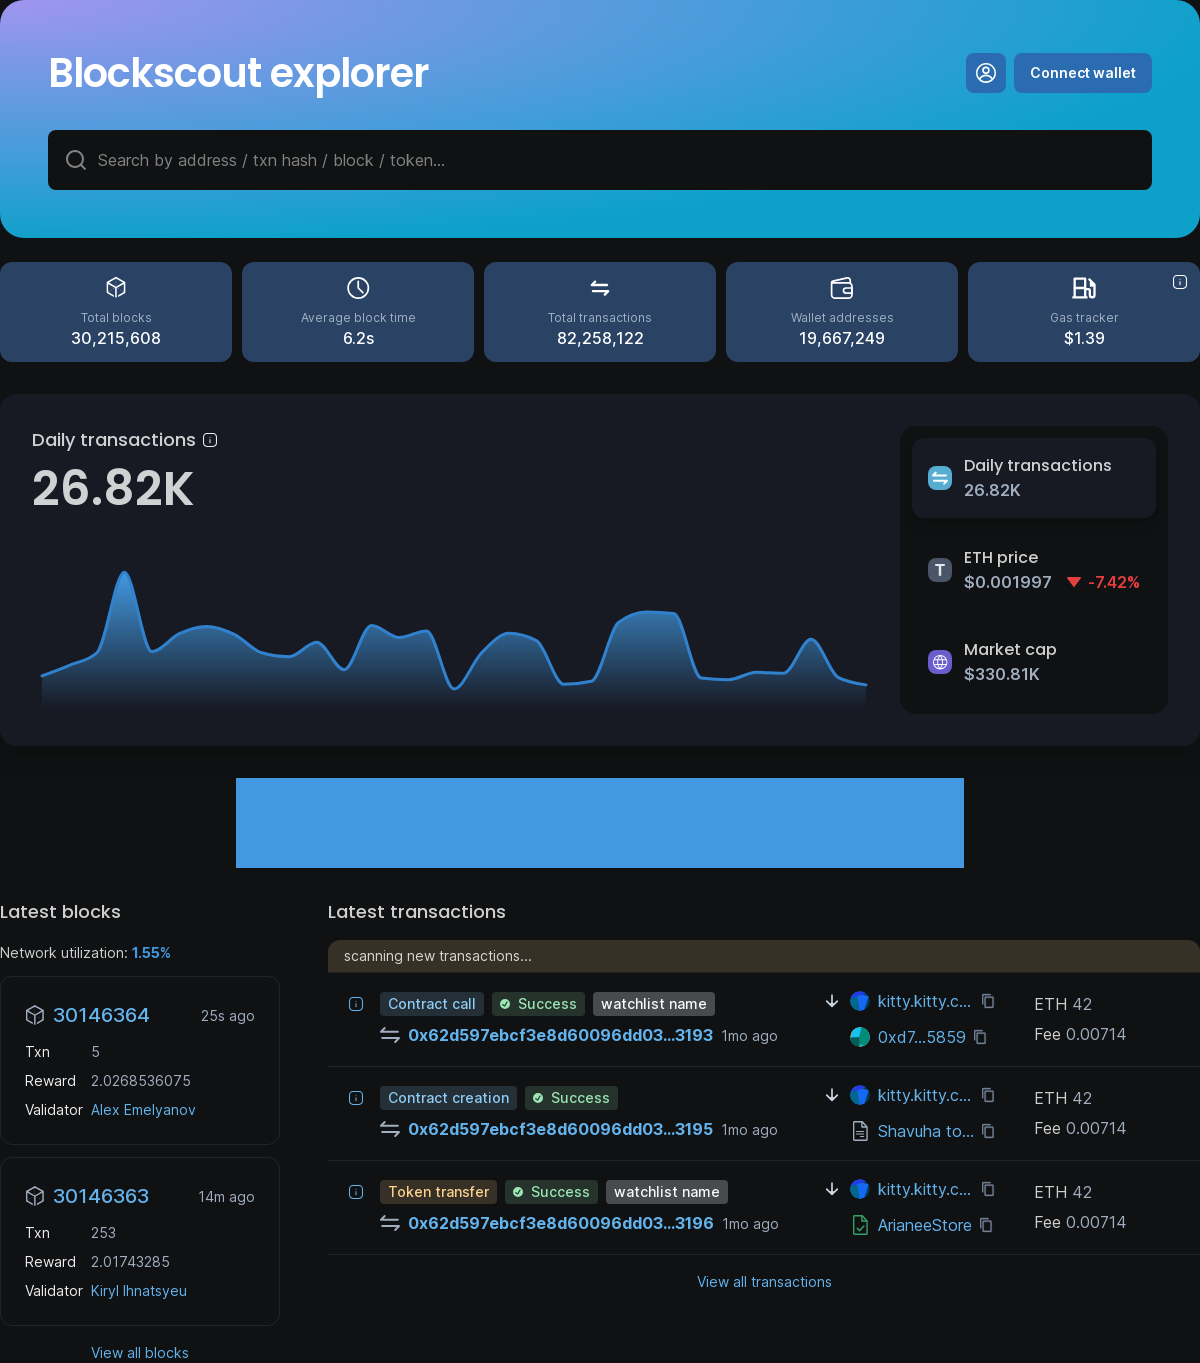 Blockscout explorer
Connect wallet
Search by address / txn hash / block / token...
Total blocks
30,215,608
Average block time
6.2s
Total transactions
82,258,122
Wallet addresses
19,667,249
Gas tracker
$1.39
Daily transactions
26.82K
Daily transactions
26.82K
T
ETH price
$0.001997 -7.42%
Market cap
$330.81K
Latest blocks
Network utilization: 1.55%
30146364 25s ago
Txn 5
Reward 2.0268536075
Validator Alex Emelyanov
30146363 14m ago
Txn 253
Reward 2.01743285
Validator Kiryl Ihnatsyeu
View all blocks
Latest transactions
scanning new transactions...
Contract call Success watchlist name kitty.kitty.c... ETH 42
0x62d597ebcf3e8d60096dd03...3193 1mo ago 0xd7...5859 Fee 0.00714
Contract creation Success kitty.kitty.c... ETH 42
0x62d597ebcf3e8d60096dd03...3195 1mo ago Shavuha to... Fee 0.00714
Token transfer Success watchlist name kitty.kitty.c... ETH 42
0x62d597ebcf3e8d60096dd03...3196 1mo ago ArianeeStore Fee 0.00714
View all transactions